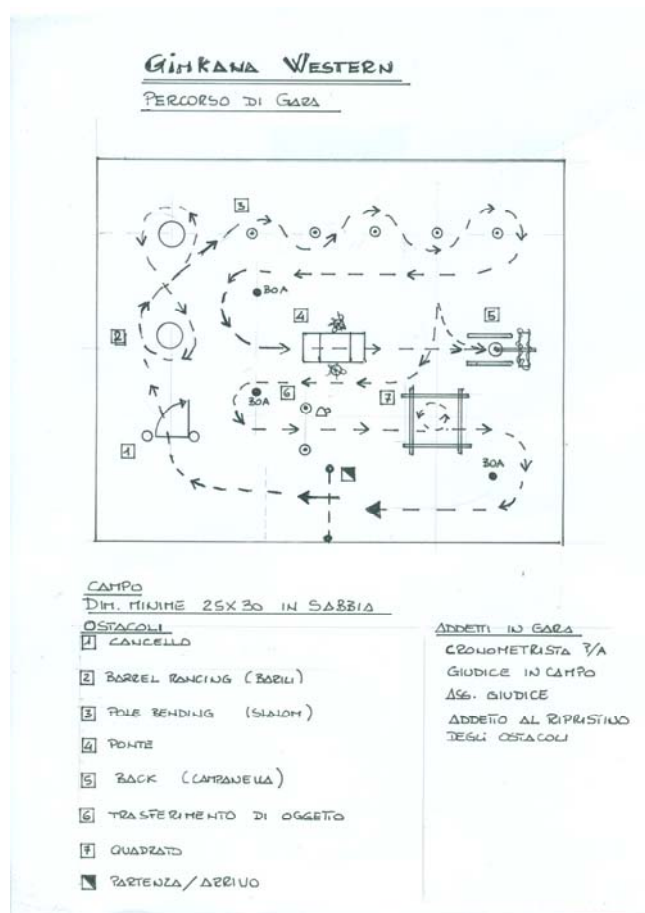 GIMKANA WESTERN
PERCORSO DI GARA
3
BOA
4
5
2
BOA
6
7
1
BOA
CAMPO
DIM. MINIME 25X30 IN SABBIA
OSTACOLI
1 CANCELLO
2 BARREL RANCING (BARILI)
3 POLE BENDING (SLALOM)
4 PONTE
5 BACK (CAMPANELLA)
6 TRASFERIMENTO DI OGGETTO
7 QUADRATO
PARTENZA/ARRIVO
ADDETTI IN GARA
CRONOMETRISTA P/A
GIUDICE IN CAMPO
ASS. GIUDICE
ADDETTO AL RIPRISTINO
DEGLI OSTACOLI